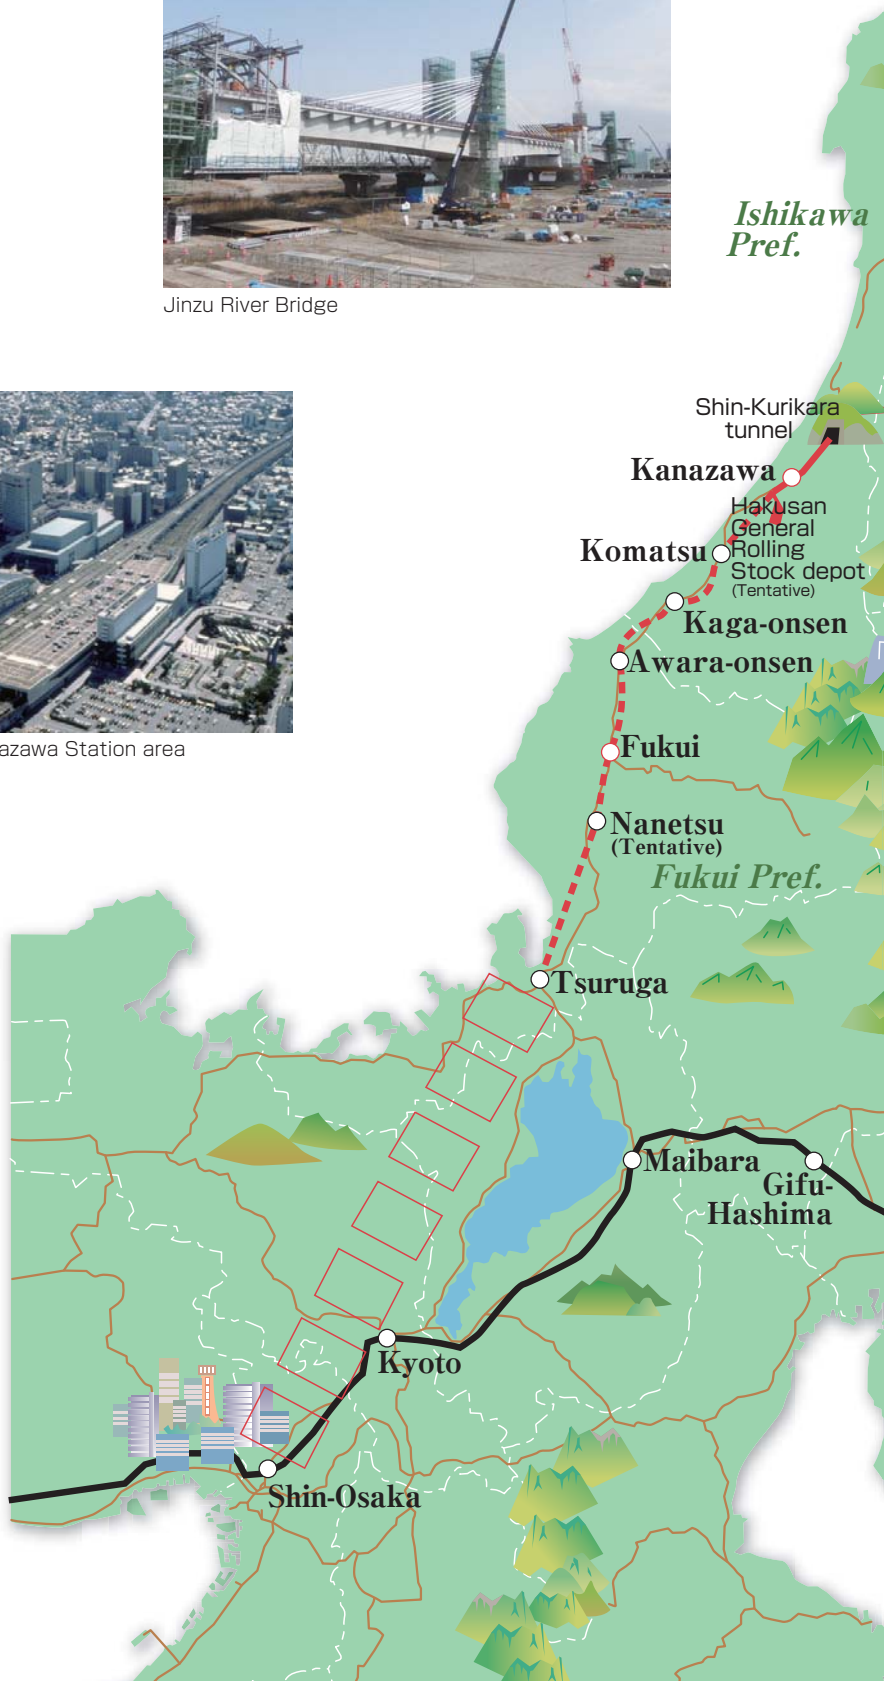 Jinzu River Bridge
Ishikawa
Pref.
Shin-Kurikara
tunnel
Kanazawa
Hakusan
General
Rolling
Stock depot
(Tentative)
Komatsu
Kaga-onsen
Awara-onsen
azawa Station area
Fukui
Nanetsu
(Tentative)
Fukui Pref.
Tsuruga
Maibara
Gifu-
Hashima
Kyoto
Shin-Osaka